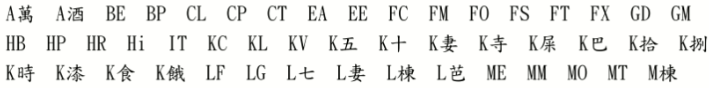 A萬 A酒 BE BP CL CP CT EA EE FC FM FO FS FT FX GD GM
HB HP HR Hi IT KC KL KV K五 K十 K妻 K寺 K屎 K巴 K拾 K捌
K時 K漆 K食 K餓 LF LG L七 L妻 L棟 L芭 ME MM MO MT M棟